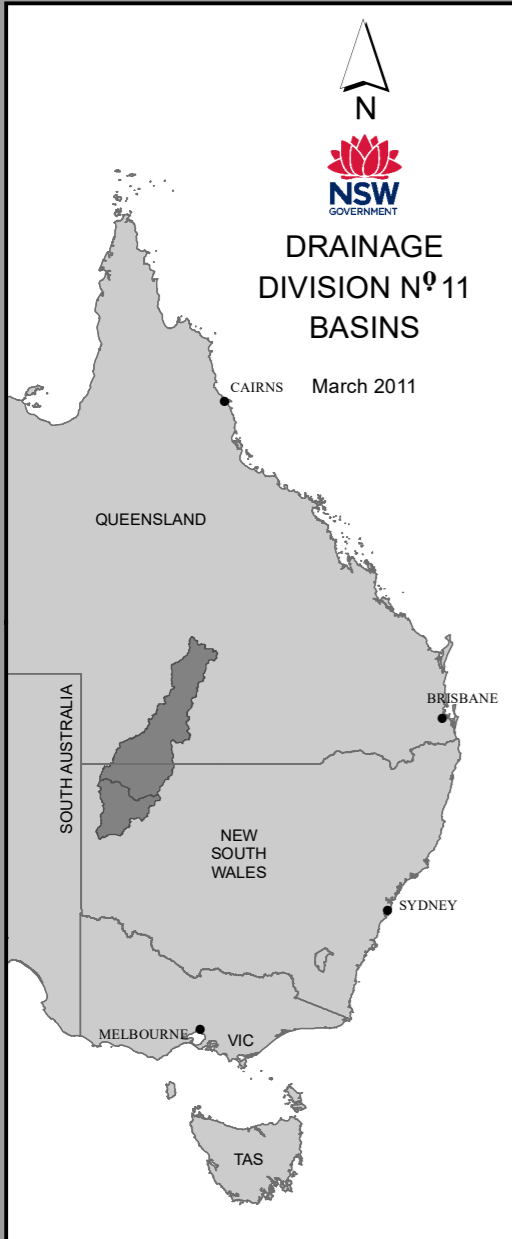 N
NSW
GOVERNMENT
DRAINAGE
DIVISION Nº 11
BASINS
March 2011
CAIRNS
QUEENSLAND
BRISBANE
SOUTH AUSTRALIA
NEW
SOUTH
WALES
SYDNEY
MELBOURNE
VIC
TAS